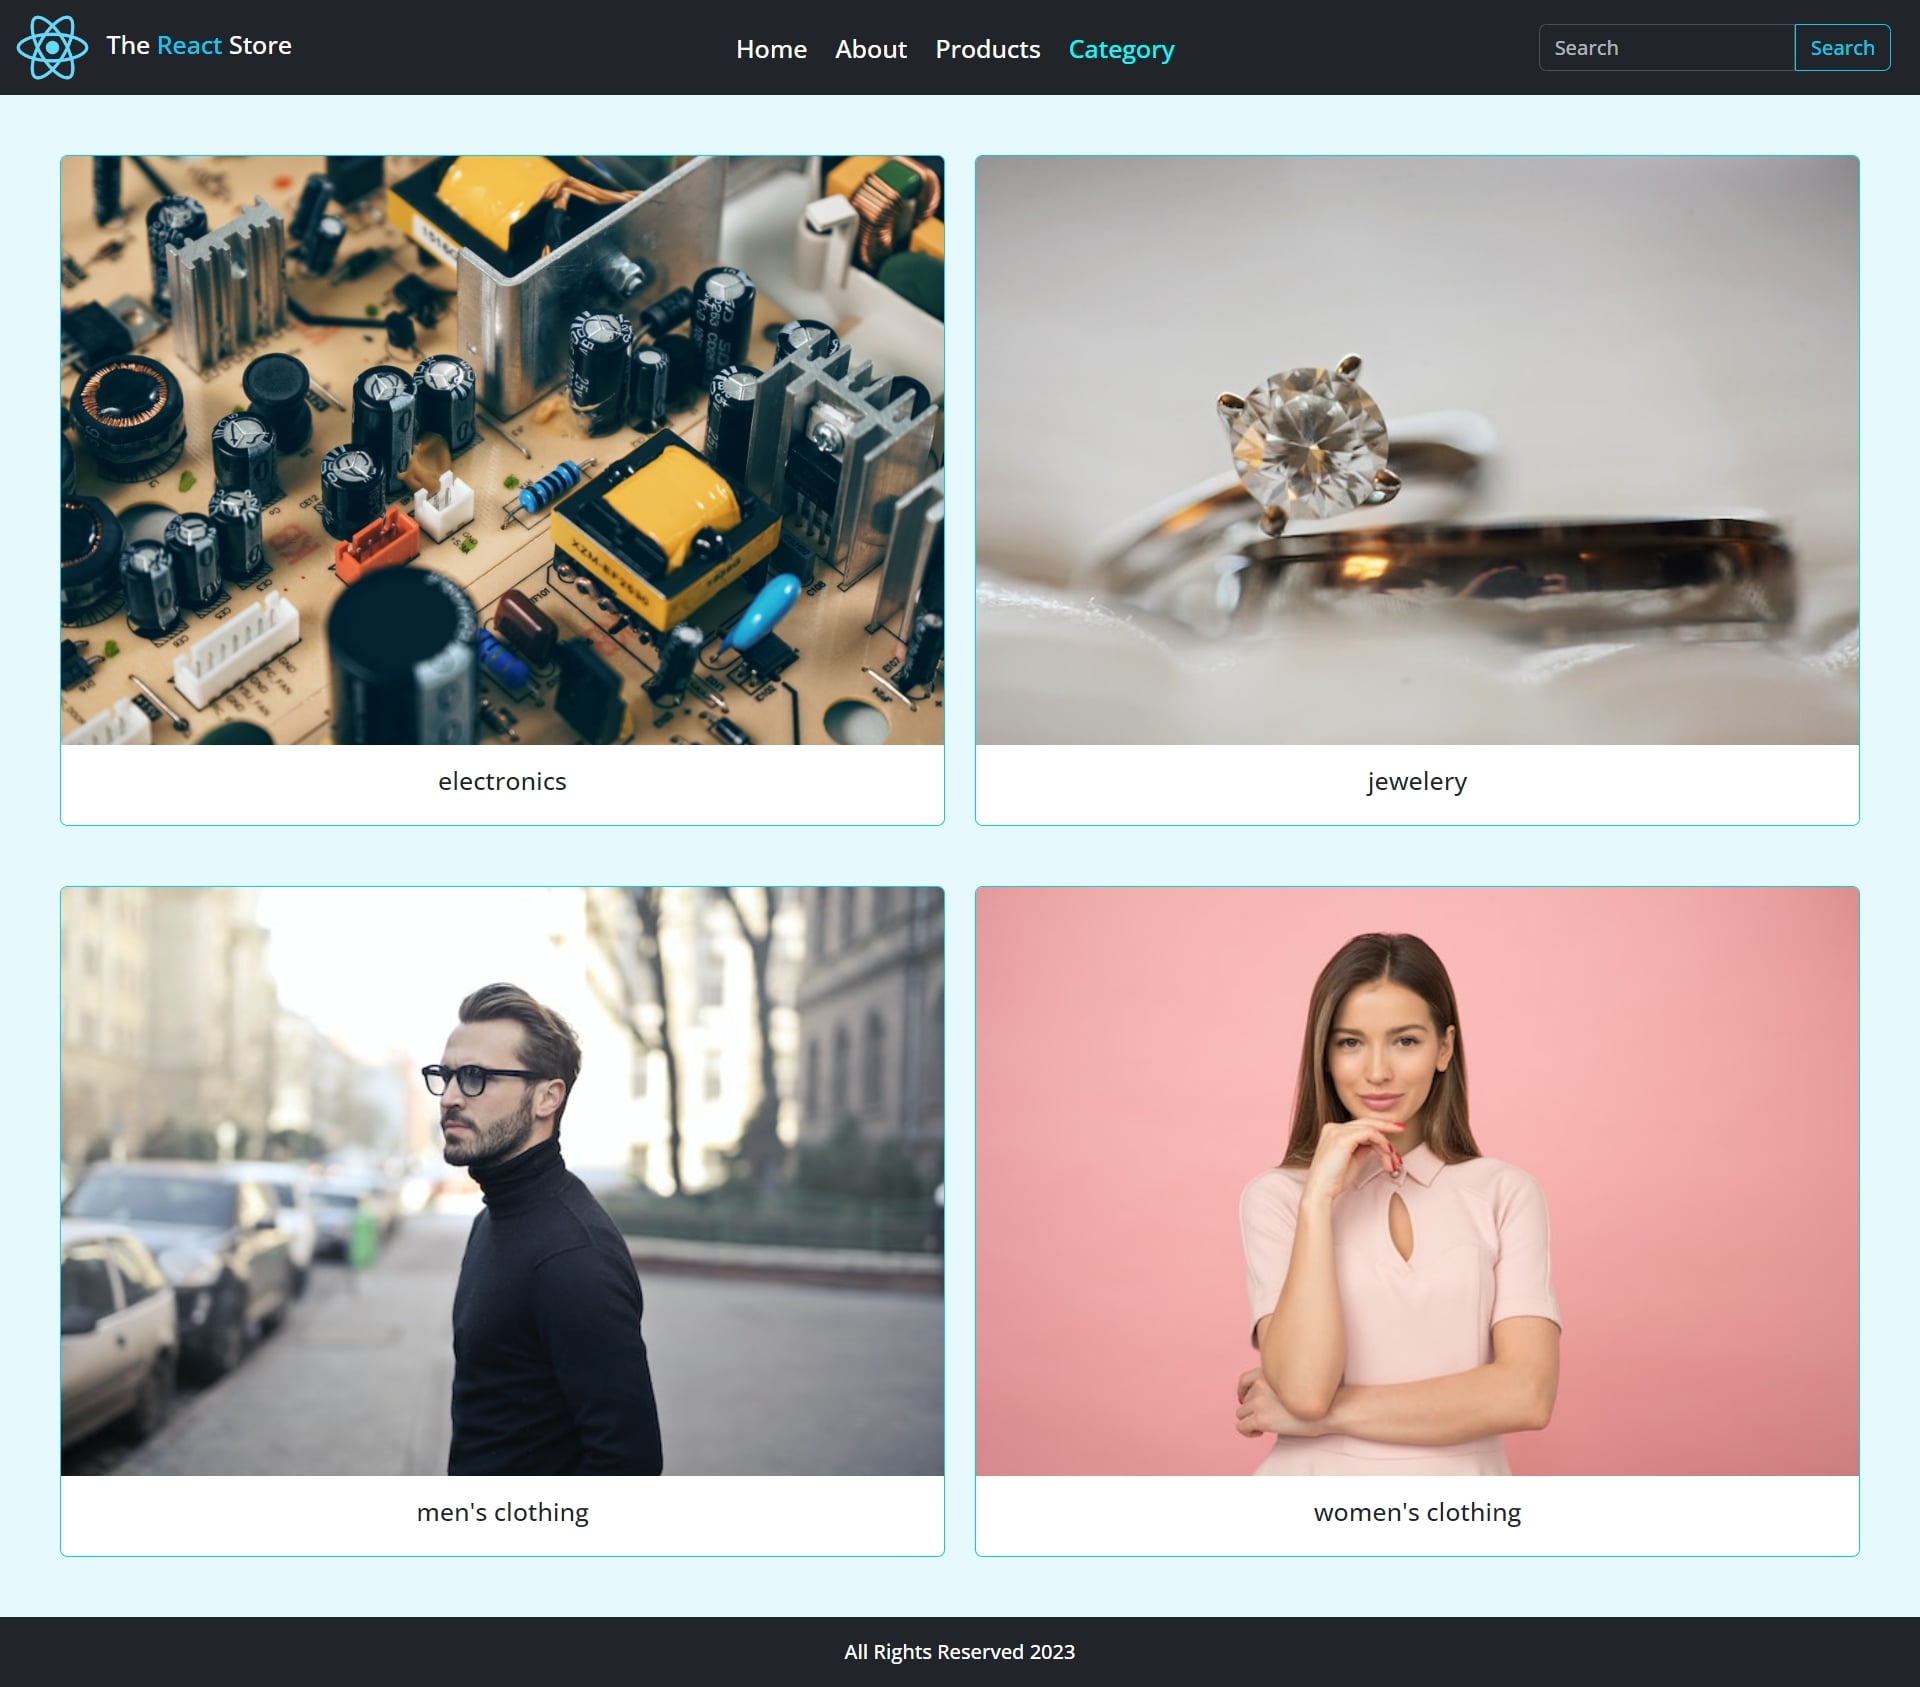 The React Store
Home
About
Products
Category
Search
Search
electronics
jewelery
men's clothing
women's clothing
All Rights Reserved 2023